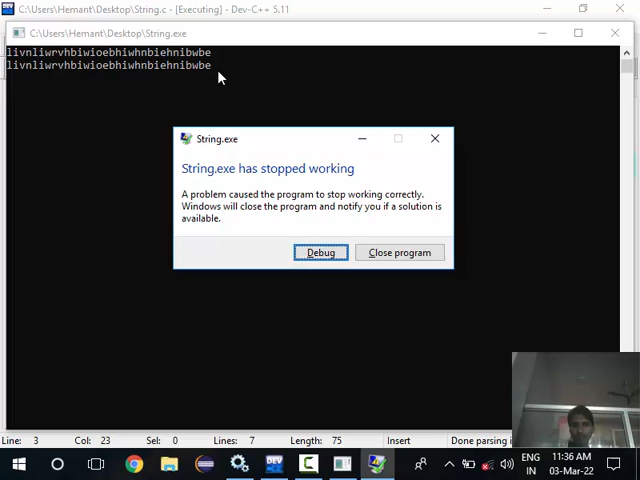 C:\Users\Hemant\Desktop\String.c - [Executing] - Dev-C++ 5.11
C:\Users\Hemant\Desktop\String.exe
livnliwrvhbiwioebhiwhnbiehnibwbe
livnliwrvhbiwioebhiwhnbiehnibwbe
String.exe
String.exe has stopped working
A problem caused the program to stop working correctly.
Windows will close the program and notify you if a solution is
available.
Debug
Close program
Line: 3 Col: 23 Sel: 0 Lines: 7 Length: 75 Insert Done parsing
ENG
IN
11:36 AM
03-Mar-22